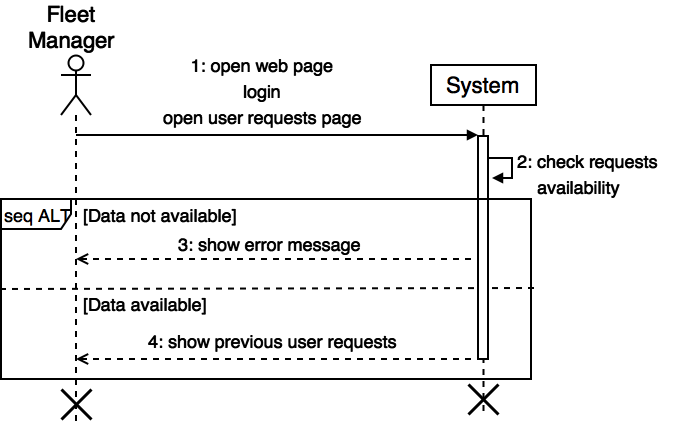 Fleet
Manager
1: open web page
login
open user requests page
System
2: check requests
availability
seq ALT
[Data not available]
3: show error message
[Data available]
4: show previous user requests